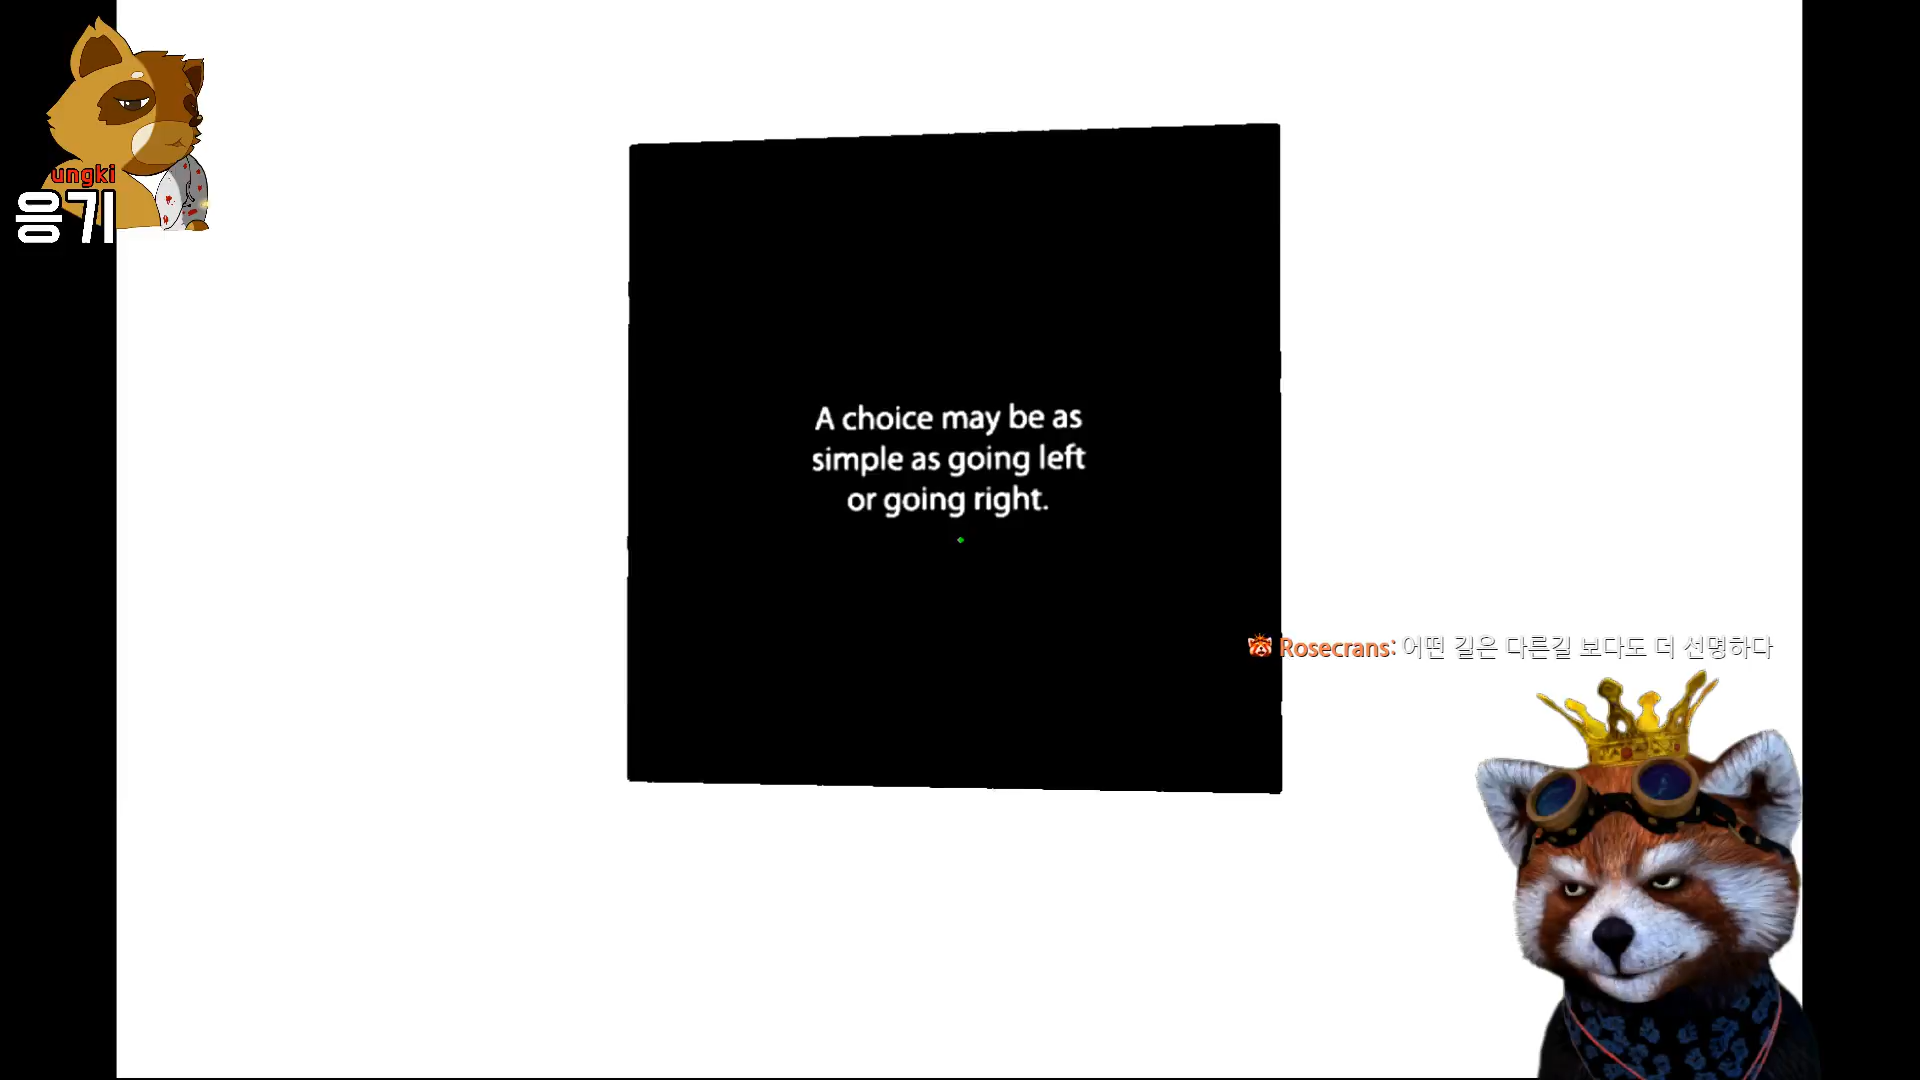 ungki
응기
A choice may be as
simple as going left
or going right.
Rosecrans: 어떤 길은 다른길 보다도 더 선명하다